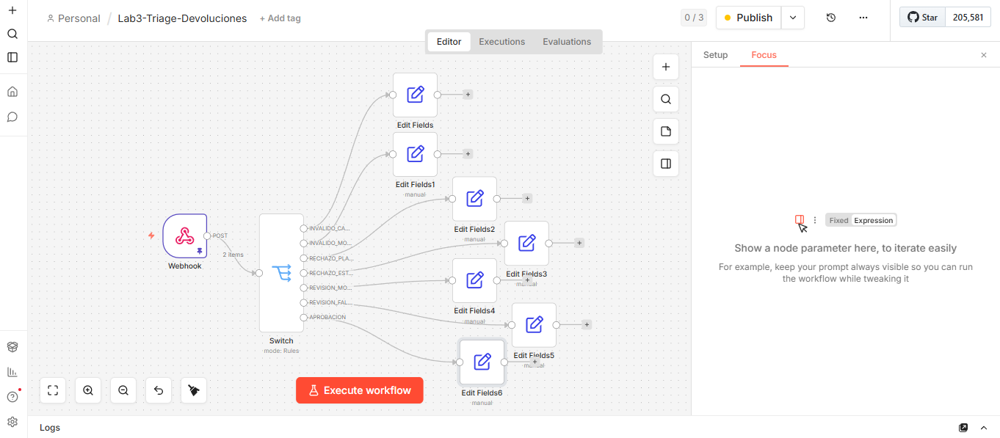 Personal / Lab3-Triage-Devoluciones + Add tag
0 / 3
Publish
Star 205,581
Editor Executions Evaluations
Setup Focus
Edit Fields
Edit Fields1
manual
Edit Fields2
manual
Edit Fields3
manual
Edit Fields4
manual
Edit Fields5
manual
Edit Fields6
manual
POST
2 items
Webhook
INVALIDO_CA...
INVALIDO_MO...
RECHAZO_PLA...
RECHAZO_EST...
REVISION_MO...
REVISION_FAL...
APROBACION
Switch
mode: Rules
Fixed Expression
Show a node parameter here, to iterate easily
For example, keep your prompt always visible so you can run
the workflow while tweaking it
Execute workflow
Logs